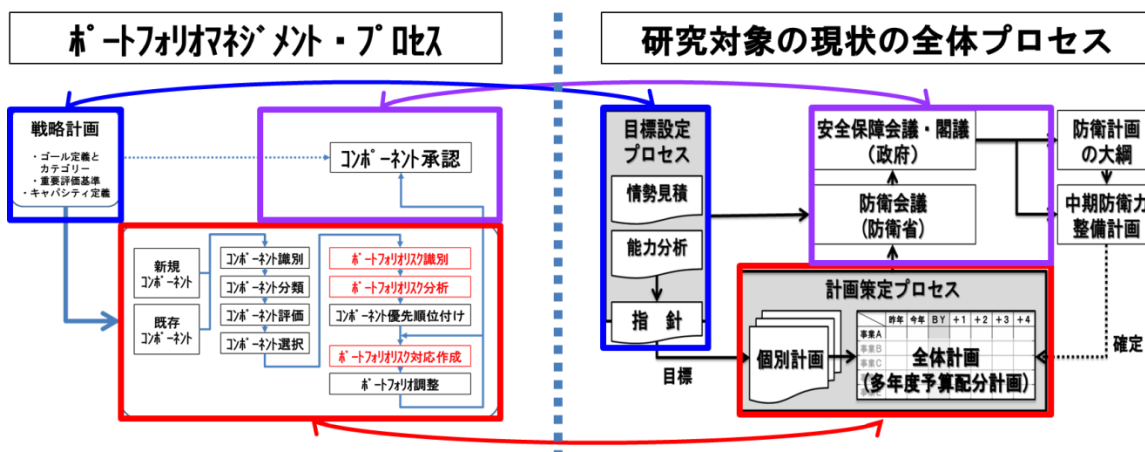 ポートフォリオマネジメント・プロセス
戦略計画
・ゴール定義と
カテゴリー
・重要評価基準
・キャパシティ定義
コンポーネント承認
新規
コンポーネント
既存
コンポーネント
コンポーネント識別
コンポーネント分類
コンポーネント評価
コンポーネント選択
ポートフォリオリスク識別
ポートフォリオリスク分析
コンポーネント優先順位付け
ポートフォリオリスク対応作成
ポートフォリオ調整
研究対象の現状の全体プロセス
目標設定
プロセス
情勢見積
能力分析
指 針
目標
安全保障会議・閣議
(政府)
防衛会議
(防衛省)
防衛計画
の大綱
中期防衛力
整備計画
確定
計画策定プロセス
個別計画
昨年 今年 BY +1 +2 +3 +4
事業A
事業B
事業C
全体計画
(多年度予算配分計画)